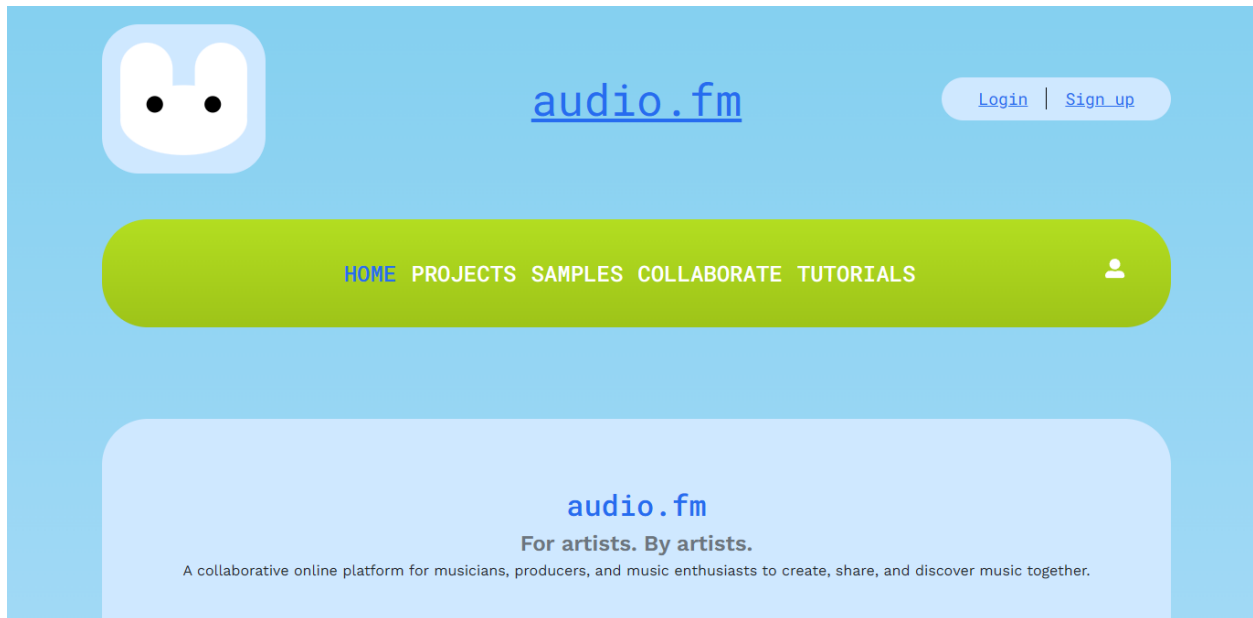 audio.fm
Login | Sign up
HOME PROJECTS SAMPLES COLLABORATE TUTORIALS
audio.fm
For artists. By artists.
A collaborative online platform for musicians, producers, and music enthusiasts to create, share, and discover music together.